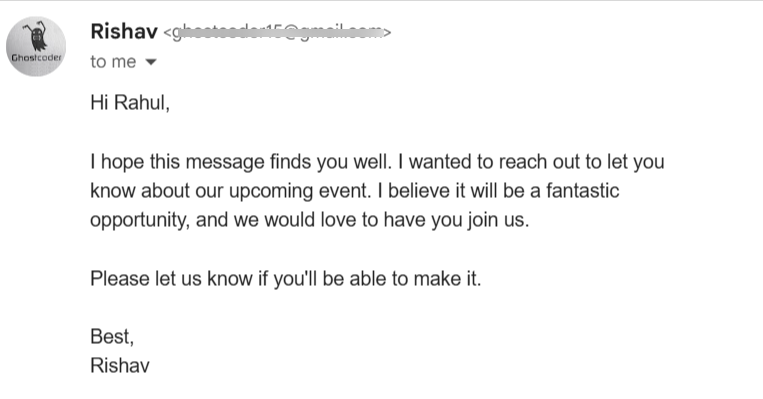 Ghostcoder
Rishav
to me
Hi Rahul,
I hope this message finds you well. I wanted to reach out to let you
know about our upcoming event. I believe it will be a fantastic
opportunity, and we would love to have you join us.
Please let us know if you'll be able to make it.
Best,
Rishav